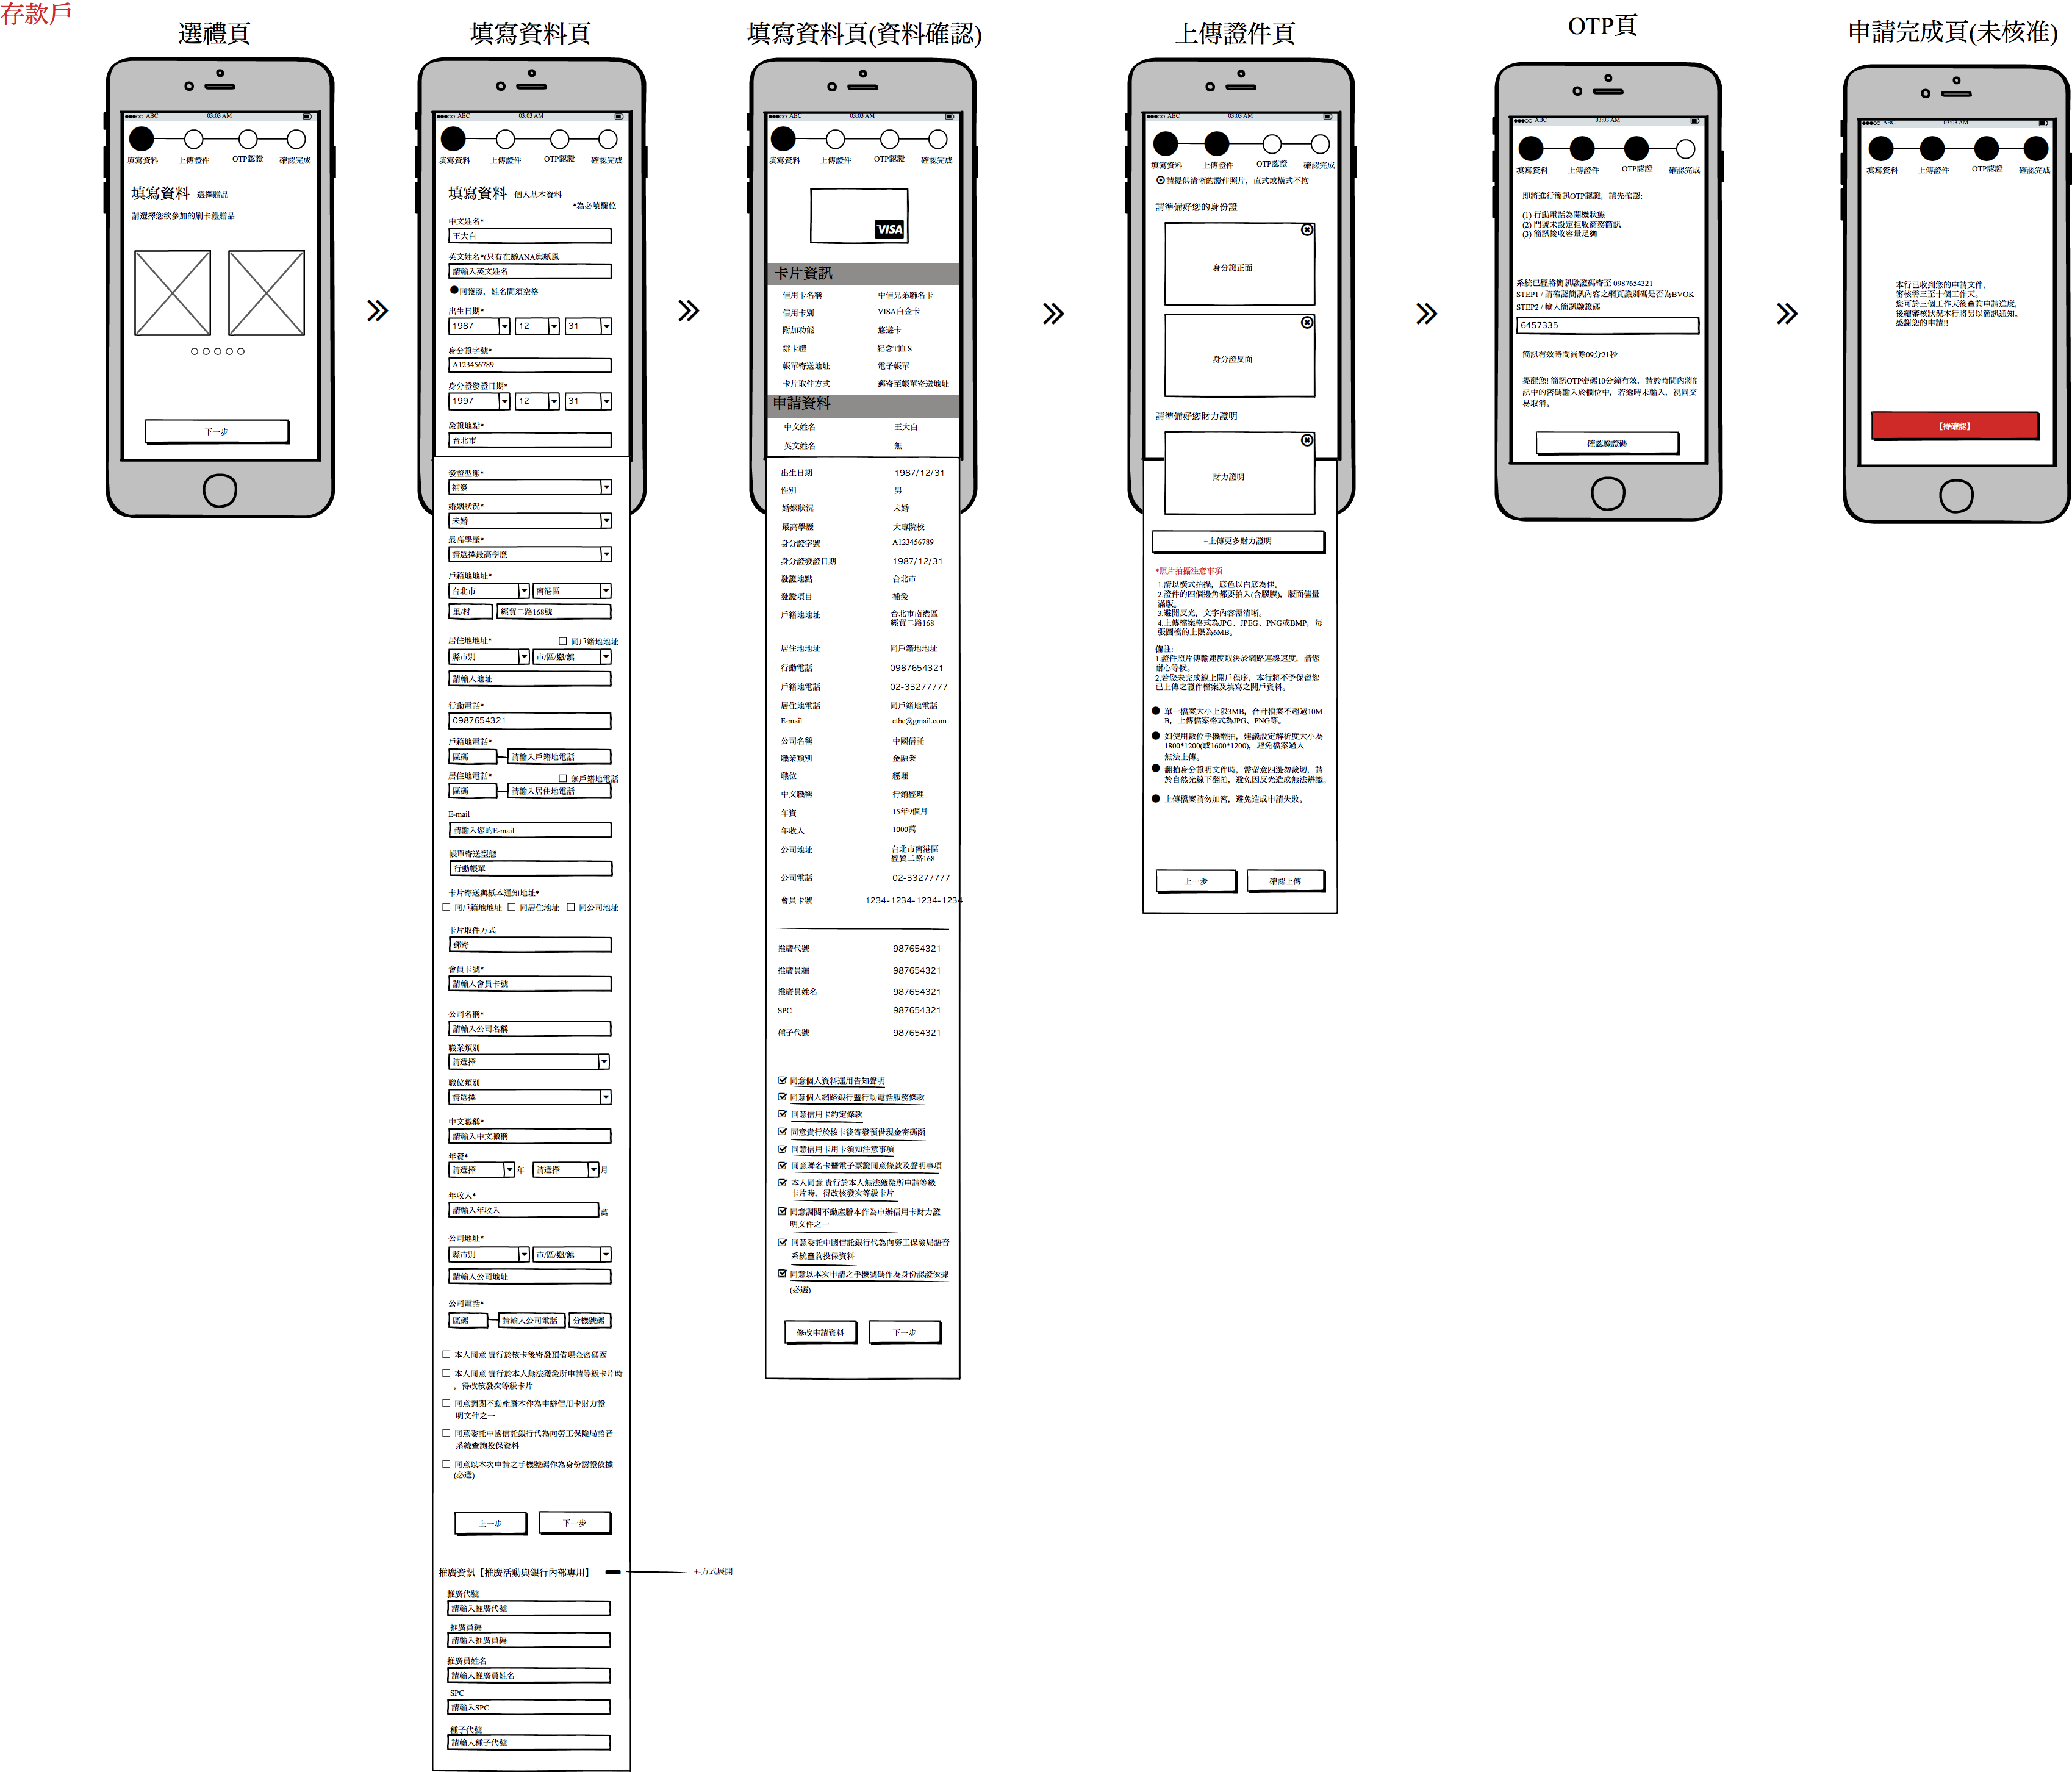 存款戶
選禮頁
●●●○○ ABC
03:03 AM
填寫資料
上傳證件
OTP認證
確認完成
填寫資料 選擇贈品
請選擇您欲參加的刷卡禮贈品
下一步
填寫資料頁
●●●○○ ABC
03:03 AM
填寫資料
上傳證件
OTP認證
確認完成
填寫資料 個人基本資料
*為必填欄位
中文姓名*
王大白
英文姓名*(只有在辦ANA與紙風
請輸入英文姓名
同護照，姓名間須空格
出生日期*
1987 12 31
身分證字號*
A123456789
身分證發證日期*
1997 12 31
發證地點*
台北市
發證型態*
補發
婚姻狀況*
未婚
最高學歷*
請選擇最高學歷
戶籍地地址*
台北市 南港區
里/村 經貿二路168號
居住地地址* 同戶籍地地址
縣市別 市/區/鄉/鎮
請輸入地址
行動電話*
0987654321
戶籍地電話*
區碼 請輸入戶籍地電話
居住地電話* 無戶籍地電話
區碼 請輸入居住地電話
E-mail
請輸入您的E-mail
帳單寄送型態
行動帳單
卡片寄送與紙本通知地址*
同戶籍地地址 同居住地址 同公司地址
卡片取件方式
郵寄
會員卡號*
請輸入會員卡號
公司名稱*
請輸入公司名稱
職業類別
請選擇
職位類別
請選擇
中文職稱*
請輸入中文職稱
年資*
請選擇 年 請選擇 月
年收入*
請輸入年收入 萬
公司地址*
縣市別 市/區/鄉/鎮
請輸入公司地址
公司電話*
區碼 請輸入公司電話 分機號碼
本人同意 貴行於核卡後寄發預借現金密碼函
本人同意 貴行於本人無法獲發所申請等級卡片時
，得改核發次等級卡片
同意調閱不動產謄本作為申辦信用卡財力證
明文件之一
同意委託中國信託銀行代為向勞工保險局語音
系統查詢投保資料
同意以本次申請之手機號碼作為身份認證依據
(必選)
上一步 下一步
推廣資訊【推廣活動與銀行內部專用】
+-方式展開
推廣代號
請輸入推廣代號
推廣員編
請輸入推廣員編
推廣員姓名
請輸入推廣員姓名
SPC
請輸入SPC
種子代號
請輸入種子代號
填寫資料頁(資料確認)
●●●○○ ABC
03:03 AM
填寫資料
上傳證件
OTP認證
確認完成
VISA
卡片資訊
信用卡名稱 中信兄弟聯名卡
信用卡別 VISA白金卡
附加功能 悠遊卡
辦卡禮 紀念T恤 S
帳單寄送地址 電子帳單
卡片取件方式 郵寄至帳單寄送地址
申請資料
中文姓名 王大白
英文姓名 無
出生日期 1987/12/31
性別 男
婚姻狀況 未婚
最高學歷 大專院校
身分證字號 A123456789
身分證發證日期 1987/12/31
發證地點 台北市
發證項目 補發
戶籍地地址 台北市南港區
經貿二路168
居住地地址 同戶籍地地址
行動電話 0987654321
戶籍地電話 02-33277777
居住地電話 同戶籍地電話
E-mail ctbc@gmail.com
公司名稱 中國信託
職業類別 金融業
職位 經理
中文職稱 行銷經理
年資 15年9個月
年收入 1000萬
公司地址 台北市南港區
經貿二路168
公司電話 02-33277777
會員卡號 1234-1234-1234-1234
推廣代號 987654321
推廣員編 987654321
推廣員姓名 987654321
SPC 987654321
種子代號 987654321
同意個人資料運用告知聲明
同意個人網路銀行暨行動電話服務條款
同意信用卡約定條款
同意貴行於核卡後寄發預借現金密碼函
同意信用卡用卡須知注意事項
同意聯名卡暨電子票證同意條款及聲明事項
本人同意 貴行於本人無法獲發所申請等級
卡片時，得改核發次等級卡片
同意調閱不動產謄本作為申辦信用卡財力證
明文件之一
同意委託中國信託銀行代為向勞工保險局語音
系統查詢投保資料
同意以本次申請之手機號碼作為身份認證依據
(必選)
修改申請資料 下一步
上傳證件頁
●●●○○ ABC
03:03 AM
填寫資料
上傳證件
OTP認證
確認完成
請提供清晰的證件照片，直式或橫式不拘
請準備好您的身份證
身分證正面
身分證反面
請準備好您財力證明
財力證明
+上傳更多財力證明
*照片拍攝注意事項
1.請以橫式拍攝，底色以白底為佳。
2.證件的四個邊角都要拍入(含膠膜)，版面儘量
滿版。
3.避開反光，文字內容需清晰。
4.上傳檔案格式為JPG、JPEG、PNG或BMP，每
張圖檔的上限為6MB。
備註:
1.證件照片傳輸速度取決於網路連線速度，請您
耐心等候。
2.若您未完成線上開戶程序，本行將不予保留您
已上傳之證件檔案及填寫之開戶資料。
單一檔案大小上限3MB，合計檔案不超過10M
B，上傳檔案格式為JPG、PNG等。
如使用數位手機翻拍，建議設定解析度大小為
1800*1200(或1600*1200)，避免檔案過大
無法上傳。
翻拍身分證明文件時，需留意四邊勿裁切，請
於自然光線下翻拍，避免因反光造成無法辨識。
上傳檔案請勿加密，避免造成申請失敗。
上一步 確認上傳
OTP頁
●●●○○ ABC
03:03 AM
填寫資料
上傳證件
OTP認證
確認完成
即將進行簡訊OTP認證，請先確認:
(1) 行動電話為開機狀態
(2) 門號未設定拒收商務簡訊
(3) 簡訊接收容量足夠
系統已經將簡訊驗證碼寄至 0987654321
STEP1 / 請確認簡訊內容之網頁識別碼是否為BVOK
STEP2 / 輸入簡訊驗證碼
6457335
簡訊有效時間尚餘09分21秒
提醒您! 簡訊OTP密碼10分鐘有效，請於時間內將簡
訊中的密碼輸入於欄位中，若逾時未輸入，視同交
易取消。
確認驗證碼
申請完成頁(未核准)
●●●○○ ABC
03:03 AM
填寫資料
上傳證件
OTP認證
確認完成
本行已收到您的申請文件，
審核需三至十個工作天。
您可於三個工作天後查詢申請進度，
後續審核狀況本行將另以簡訊通知。
感謝您的申請!!
【待確認】